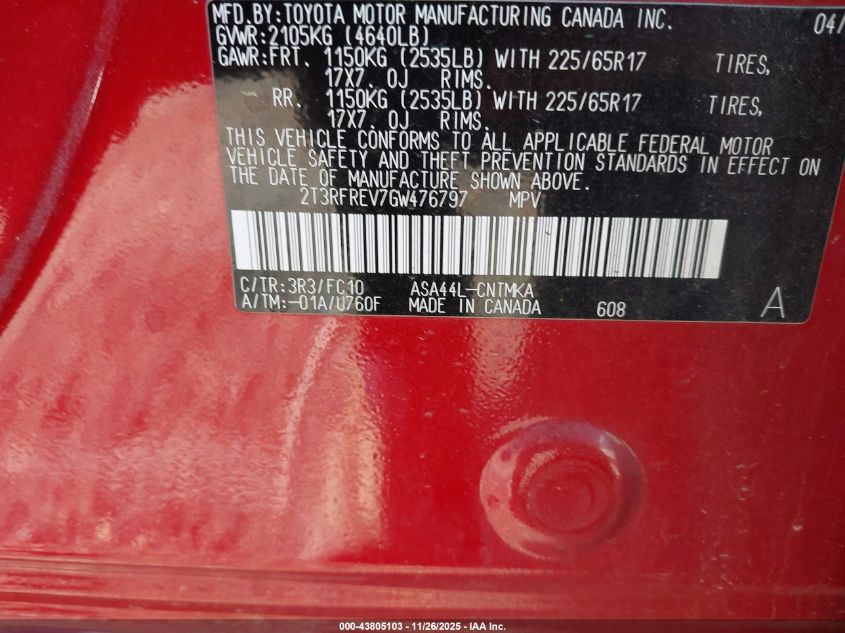 MFD.BY:TOYOTA MOTOR MANUFACTURING CANADA INC. 04/
GVWR:2105KG (4640LB)
GAWR:FRT. 1150KG (2535LB) WITH 225/65R17 TIRES,
17X7.0J RIMS.
RR. 1150KG (2535LB) WITH 225/65R17 TIRES,
17X7.0J RIMS.
THIS VEHICLE CONFORMS TO ALL APPLICABLE FEDERAL MOTOR
VEHICLE SAFETY AND THEFT PREVENTION STANDARDS IN EFFECT ON
THE DATE OF MANUFACTURE SHOWN ABOVE.
2T3RFREV7GW476797 MPV
C/TR:3R3/FC10 ASA44L-CNTMKA
A/TM:-01A/U760F MADE IN CANADA 608 A
000-43805103 - 11/26/2025 - IAA Inc.